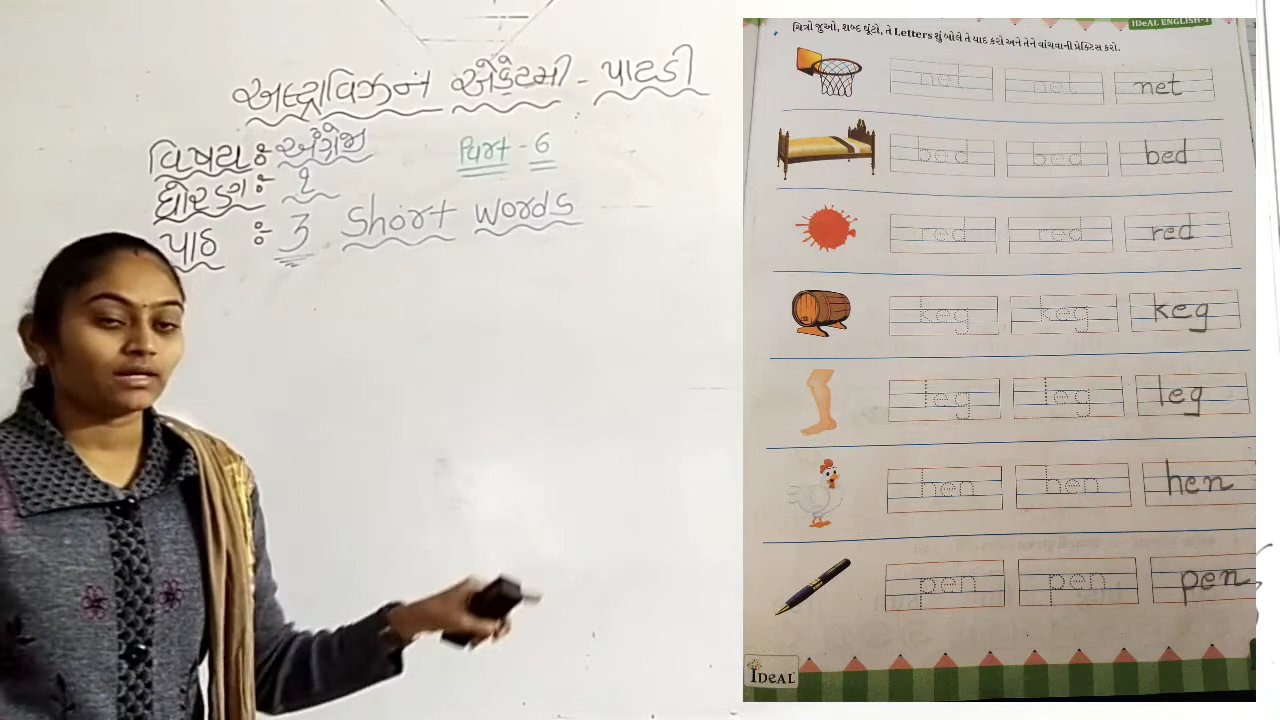 અલ્ટ્રાવિઝન એકેડેમી - પાટડી
વિષય : અંગ્રેજી
પાર્ટ - 6
ધોરણ : ૧
પાઠ : 3 Short Words
IDeAL ENGLISH-1
ચિત્રો જુઓ, શબ્દ ઘૂંટો, તે Letters શું બોલે તે યાદ કરો અને તેને વાંચવાની પ્રેક્ટિસ કરો.
net net net
bed bed bed
red red red
keg keg keg
leg leg leg
hen hen hen
pen pen pen
IDeAL